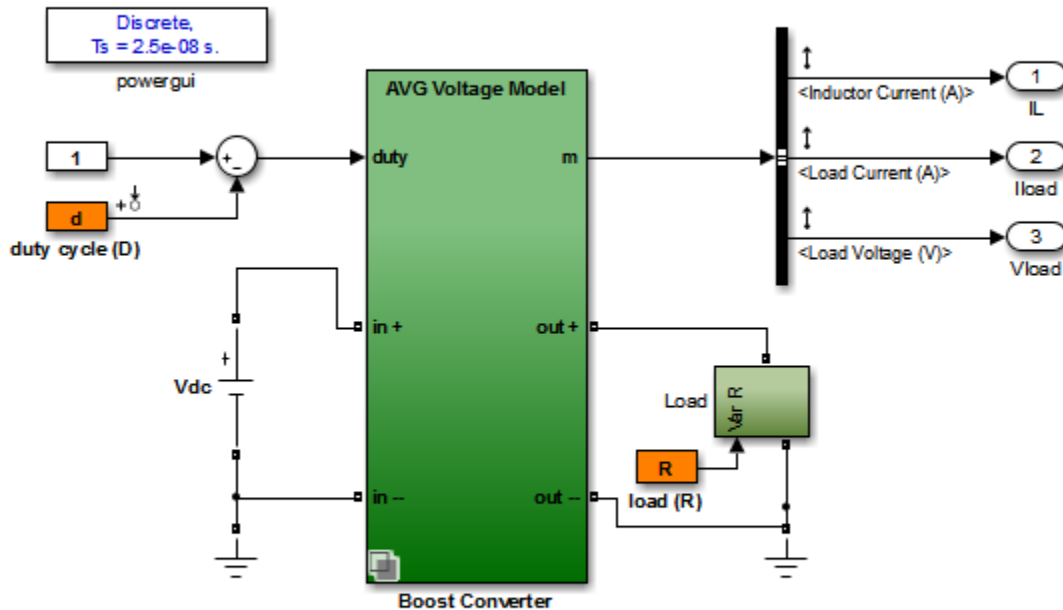 Discrete,
Ts = 2.5e-08 s.
powergui
AVG Voltage Model
1
+
−
duty
m
d
+
duty cycle (D)
<Inductor Current (A)>
1
IL
<Load Current (A)>
2
Iload
<Load Voltage (V)>
3
Vload
in +
out +
+
Vdc
Load
Var R
R
load (R)
in --
out --
Boost Converter